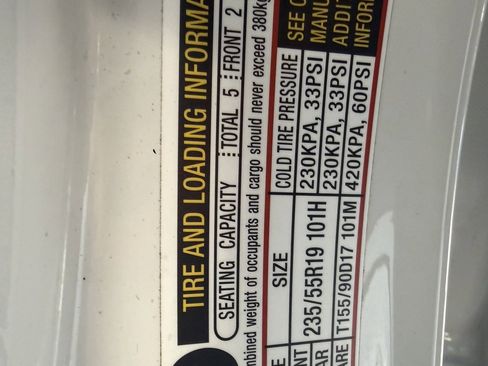 TIRE AND LOADING INFORMA
SEATING CAPACITY TOTAL 5 FRONT 2
mbined weight of occupants and cargo should never exceed 380kg
SIZE COLD TIRE PRESSURE SEE O
NT 235/55R19 101H 230KPA, 33PSI MANU
AR 230KPA, 33PSI ADDIT
ARE T155/90D17 101M 420KPA, 60PSI INFOR